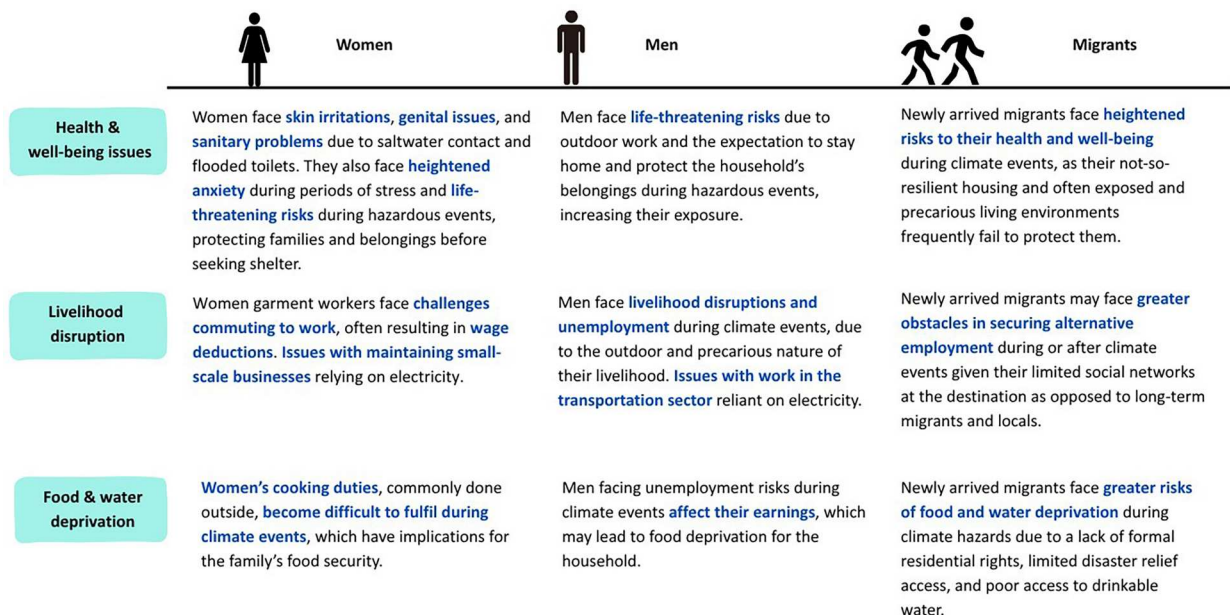 Women
Men
Migrants
Health &
well-being issues
Women face skin irritations, genital issues, and
sanitary problems due to saltwater contact and
flooded toilets. They also face heightened
anxiety during periods of stress and life-
threatening risks during hazardous events,
protecting families and belongings before
seeking shelter.
Men face life-threatening risks due to
outdoor work and the expectation to stay
home and protect the household’s
belongings during hazardous events,
increasing their exposure.
Newly arrived migrants face heightened
risks to their health and well-being
during climate events, as their not-so-
resilient housing and often exposed and
precarious living environments
frequently fail to protect them.
Livelihood
disruption
Women garment workers face challenges
commuting to work, often resulting in wage
deductions. Issues with maintaining small-
scale businesses relying on electricity.
Men face livelihood disruptions and
unemployment during climate events, due
to the outdoor and precarious nature of
their livelihood. Issues with work in the
transportation sector reliant on electricity.
Newly arrived migrants may face greater
obstacles in securing alternative
employment during or after climate
events given their limited social networks
at the destination as opposed to long-term
migrants and locals.
Food & water
deprivation
Women’s cooking duties, commonly done
outside, become difficult to fulfil during
climate events, which have implications for
the family’s food security.
Men facing unemployment risks during
climate events affect their earnings, which
may lead to food deprivation for the
household.
Newly arrived migrants face greater risks
of food and water deprivation during
climate hazards due to a lack of formal
residential rights, limited disaster relief
access, and poor access to drinkable
water.